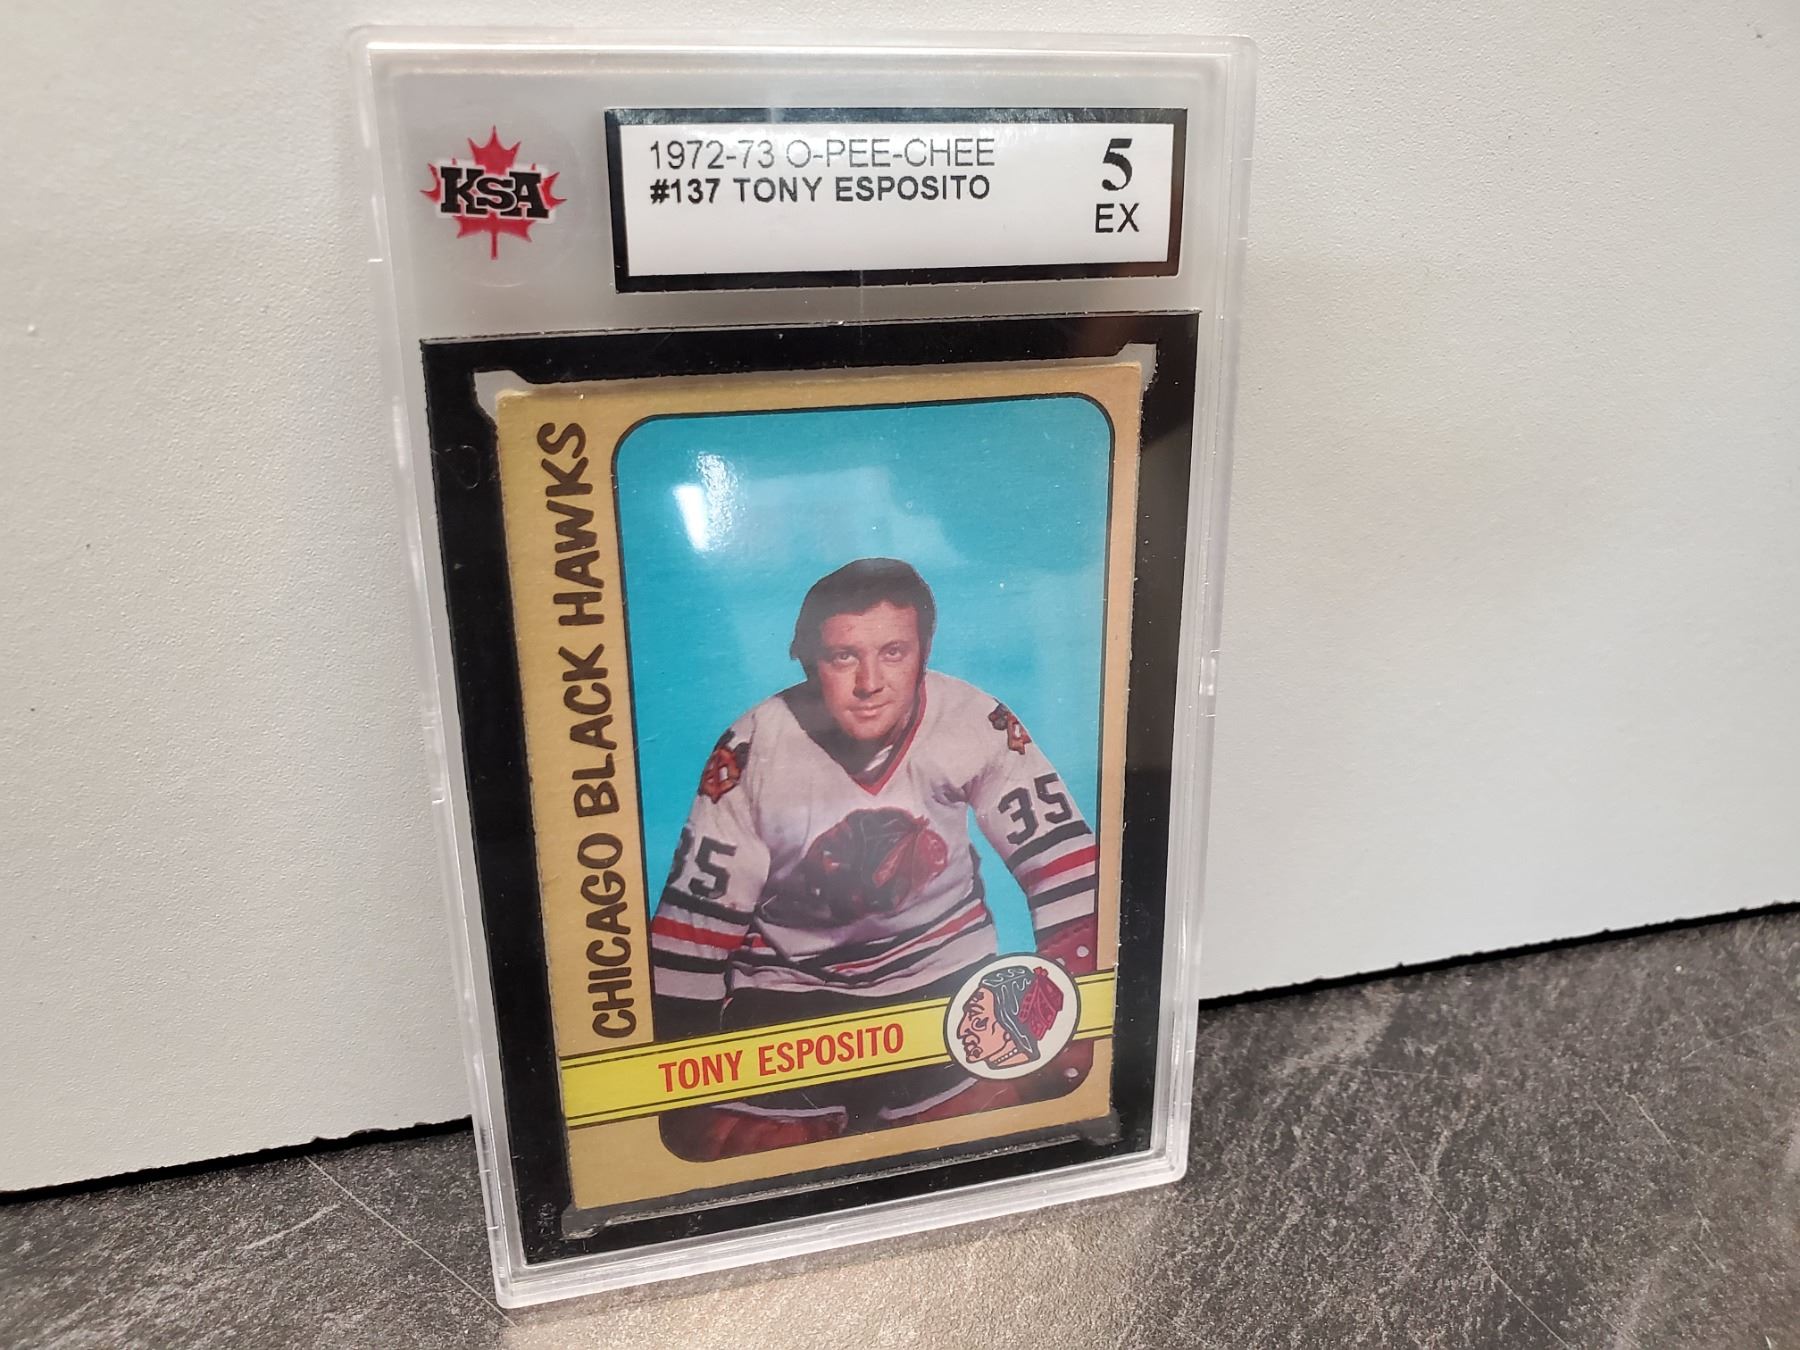 KSA
1972-73 O-PEE-CHEE
#137 TONY ESPOSITO
5
EX
CHICAGO BLACK HAWKS
35
35
TONY ESPOSITO